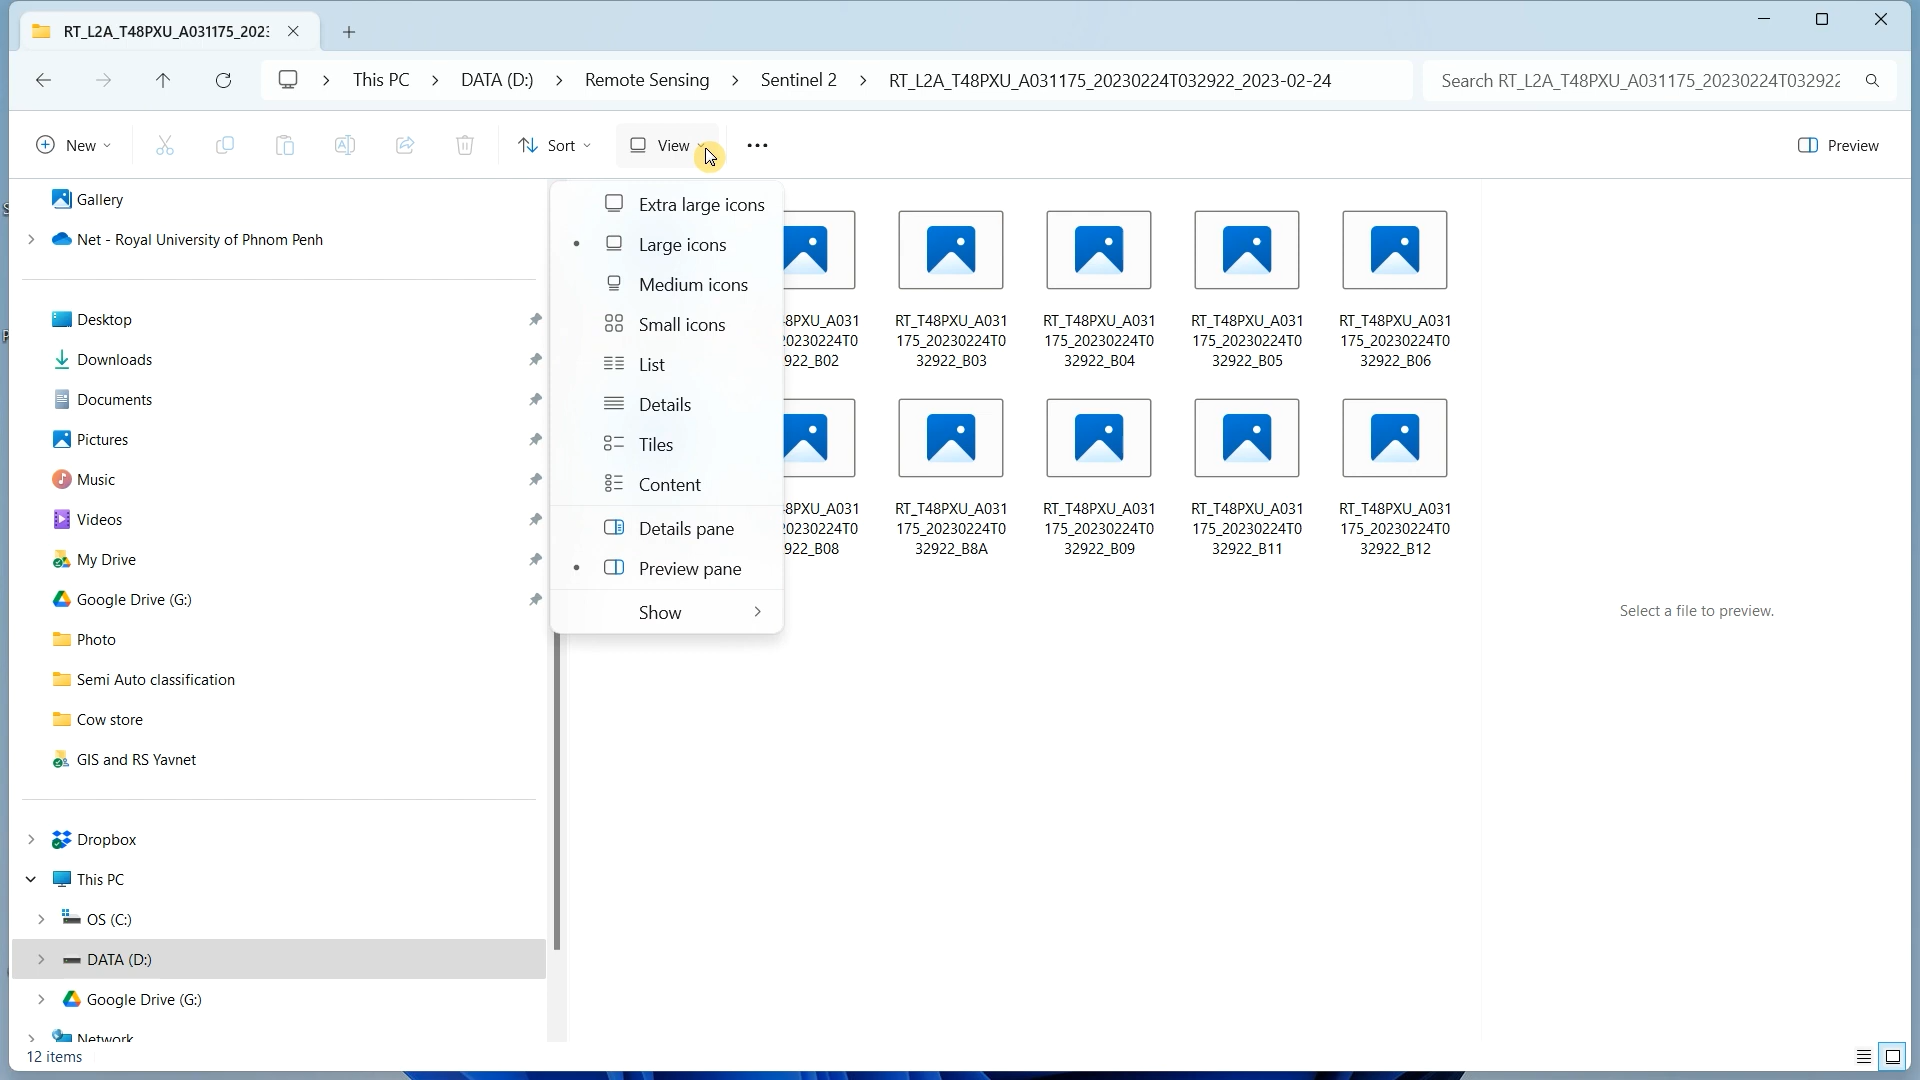 RT_L2A_T48PXU_A031175_202
This PC
DATA (D:)
Remote Sensing
Sentinel 2
RT_L2A_T48PXU_A031175_20230224T032922_2023-02-24
Search RT_L2A_T48PXU_A031175_20230224T032922
New
Sort
View
Preview
Gallery
Net - Royal University of Phnom Penh
Desktop
Downloads
Documents
Pictures
Music
Videos
My Drive
Google Drive (G:)
Photo
Semi Auto classification
Cow store
GIS and RS Yavnet
Dropbox
This PC
OS (C:)
DATA (D:)
Google Drive (G:)
Network
12 items
Extra large icons
Large icons
Medium icons
Small icons
List
Details
Tiles
Content
Details pane
Preview pane
Show
8PXU_A031
20230224T0
922_B02
RT_T48PXU_A031
175_20230224T0
32922_B03
RT_T48PXU_A031
175_20230224T0
32922_B04
RT_T48PXU_A031
175_20230224T0
32922_B05
RT_T48PXU_A031
175_20230224T0
32922_B06
8PXU_A031
20230224T0
922_B08
RT_T48PXU_A031
175_20230224T0
32922_B8A
RT_T48PXU_A031
175_20230224T0
32922_B09
RT_T48PXU_A031
175_20230224T0
32922_B11
RT_T48PXU_A031
175_20230224T0
32922_B12
Select a file to preview.